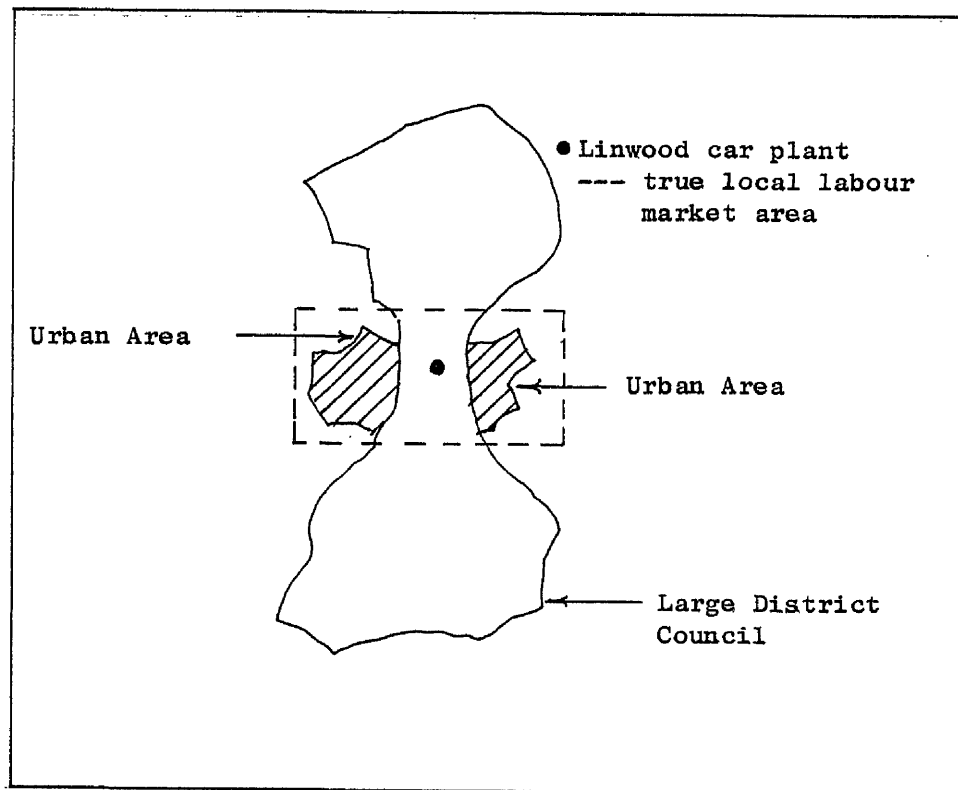 Linwood car plant
--- true local labour
market area
Urban Area
Urban Area
Large District
Council